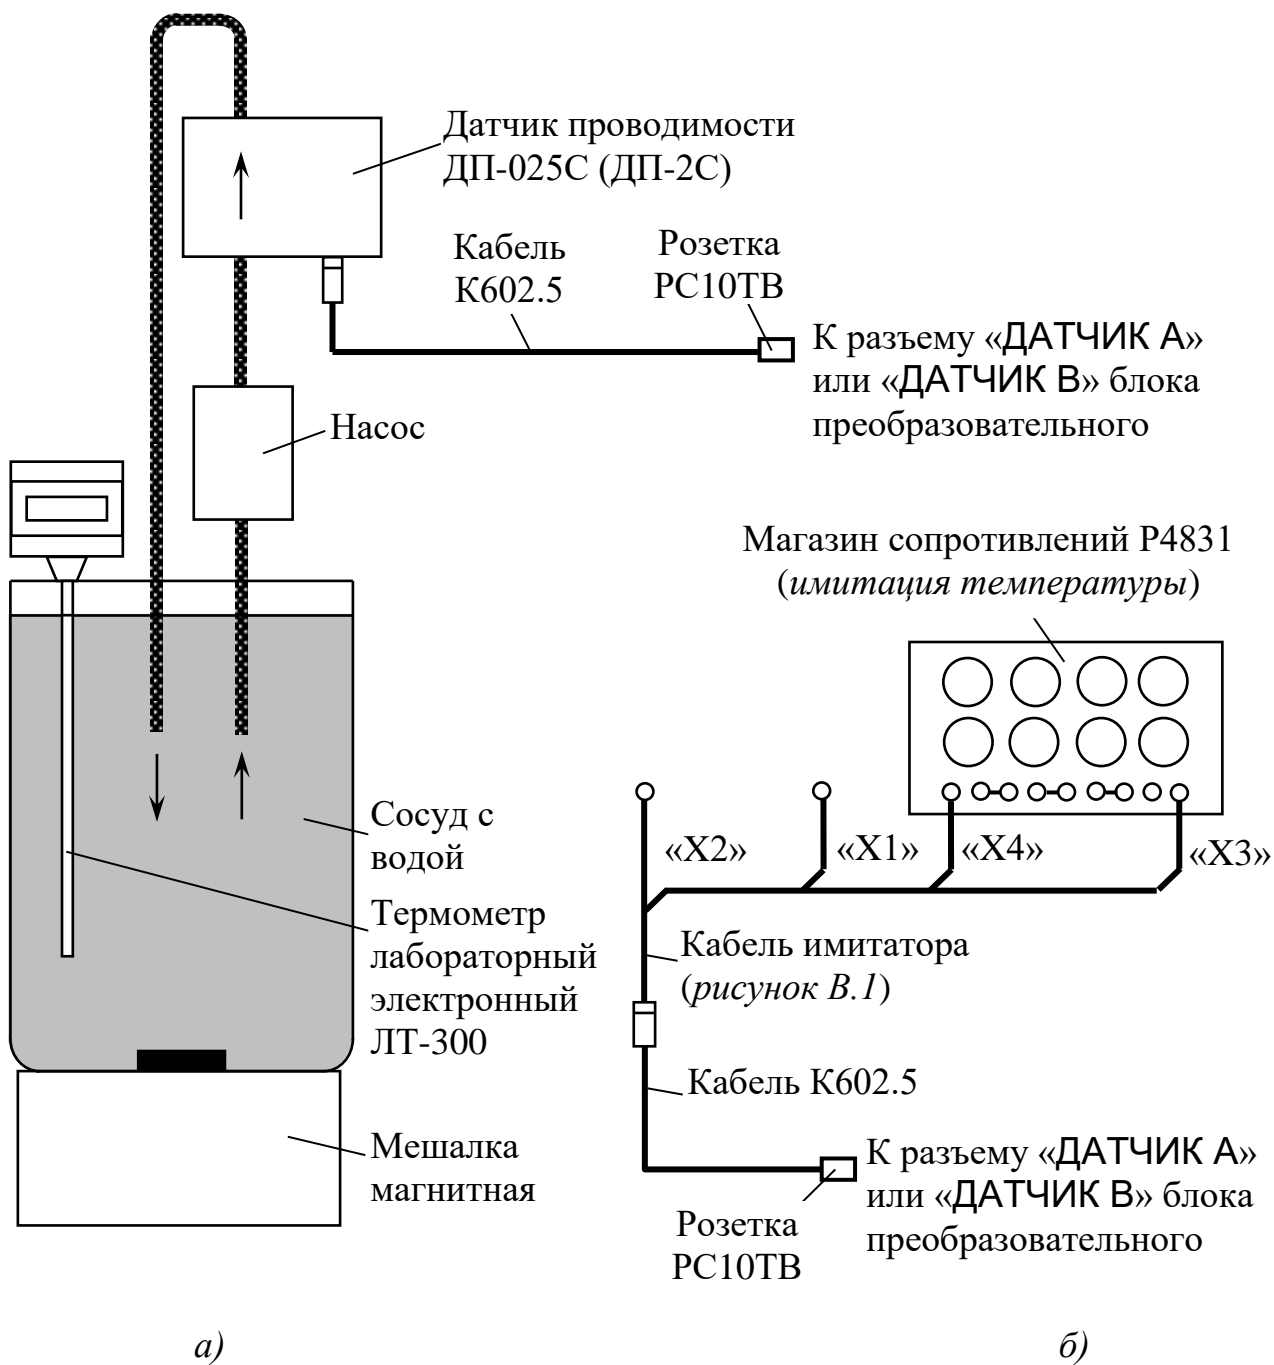 Датчик проводимости
ДП-025С (ДП-2С)
Кабель
К602.5
Розетка
РС10ТВ
К разъему «ДАТЧИК А»
или «ДАТЧИК В» блока
преобразовательного
Насос
Сосуд с
водой
Термометр
лабораторный
электронный
ЛТ-300
Мешалка
магнитная
а)
Магазин сопротивлений Р4831
(имитация температуры)
«Х2»
«Х1»
«Х4»
«Х3»
Кабель имитатора
(рисунок В.1)
Кабель К602.5
Розетка
РС10ТВ
К разъему «ДАТЧИК А»
или «ДАТЧИК В» блока
преобразовательного
б)